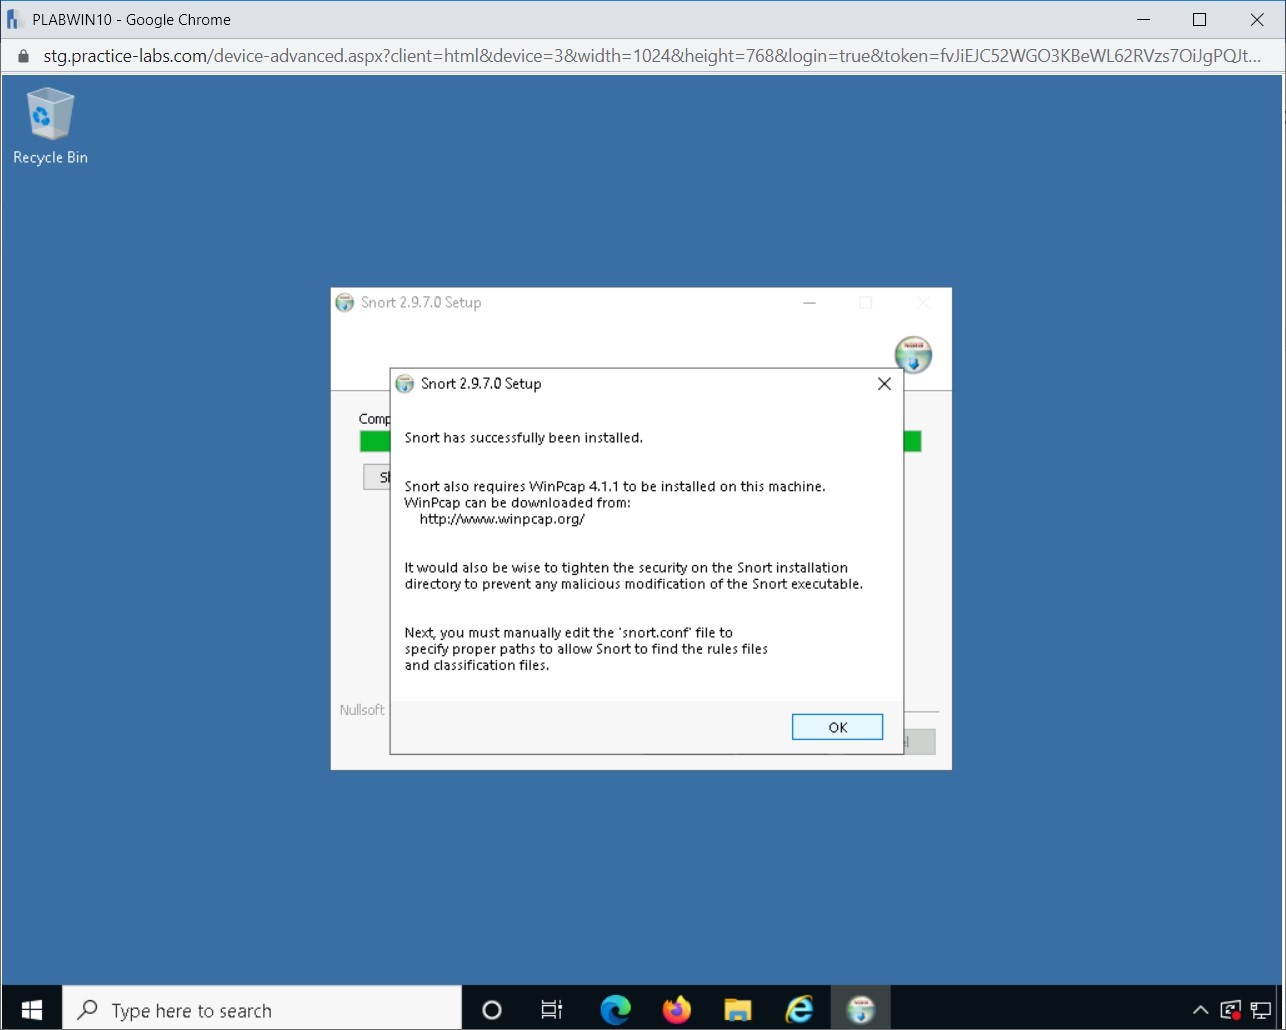 PLABWIN10 - Google Chrome
stg.practice-labs.com/device-advanced.aspx?client=html&device=3&width=1024&height=768&login=true&token=fvJiEJC52WGO3KBeWL62RVzs7OiJgPQJt...
Recycle Bin
Snort 2.9.7.0 Setup
Snort 2.9.7.0 Setup
Comp
Snort has successfully been installed.
Sh
Snort also requires WinPcap 4.1.1 to be installed on this machine.
WinPcap can be downloaded from:
http://www.winpcap.org/
It would also be wise to tighten the security on the Snort installation
directory to prevent any malicious modification of the Snort executable.
Next, you must manually edit the 'snort.conf' file to
specify proper paths to allow Snort to find the rules files
and classification files.
Nullsoft
OK
Type here to search